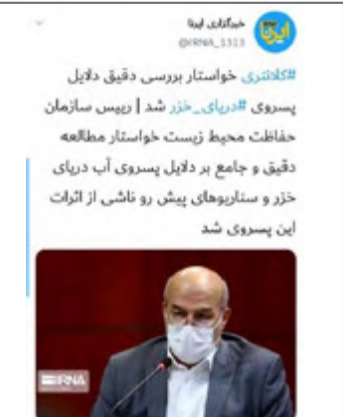 خبرگزاری ایرنا
@IRNA_1313
#کلانتری خواستار بررسی دقیق دلایل
پسروی #دریای_خزر شد | رییس سازمان
حفاظت محیط زیست خواستار مطالعه
دقیق و جامع بر دلایل پسروی آب دریای
خزر و سناریوهای پیش رو ناشی از اثرات
این پسروی شد
IRNA